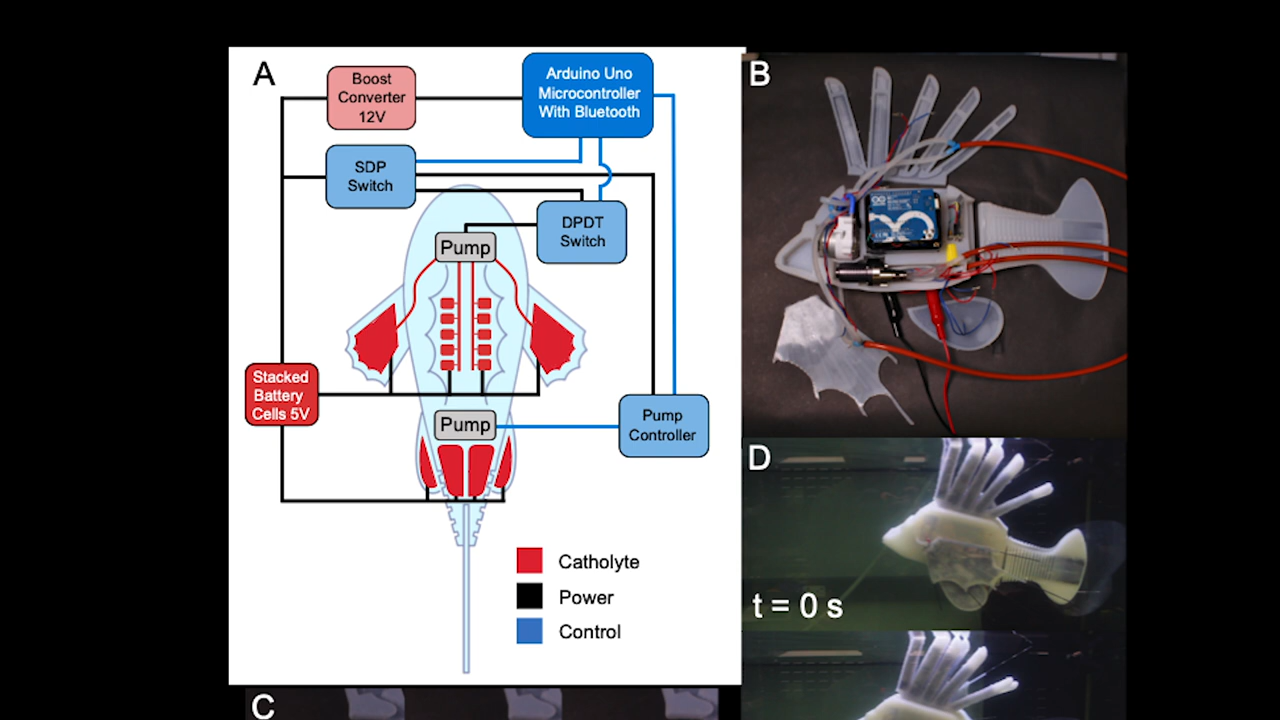 A
Boost
Converter
12V
Arduino Uno
Microcontroller
With Bluetooth
SDP
Switch
DPDT
Switch
Pump
Stacked
Battery
Cells 5V
Pump
Pump
Controller
Catholyte
Power
Control
B
D
t = 0 s
C